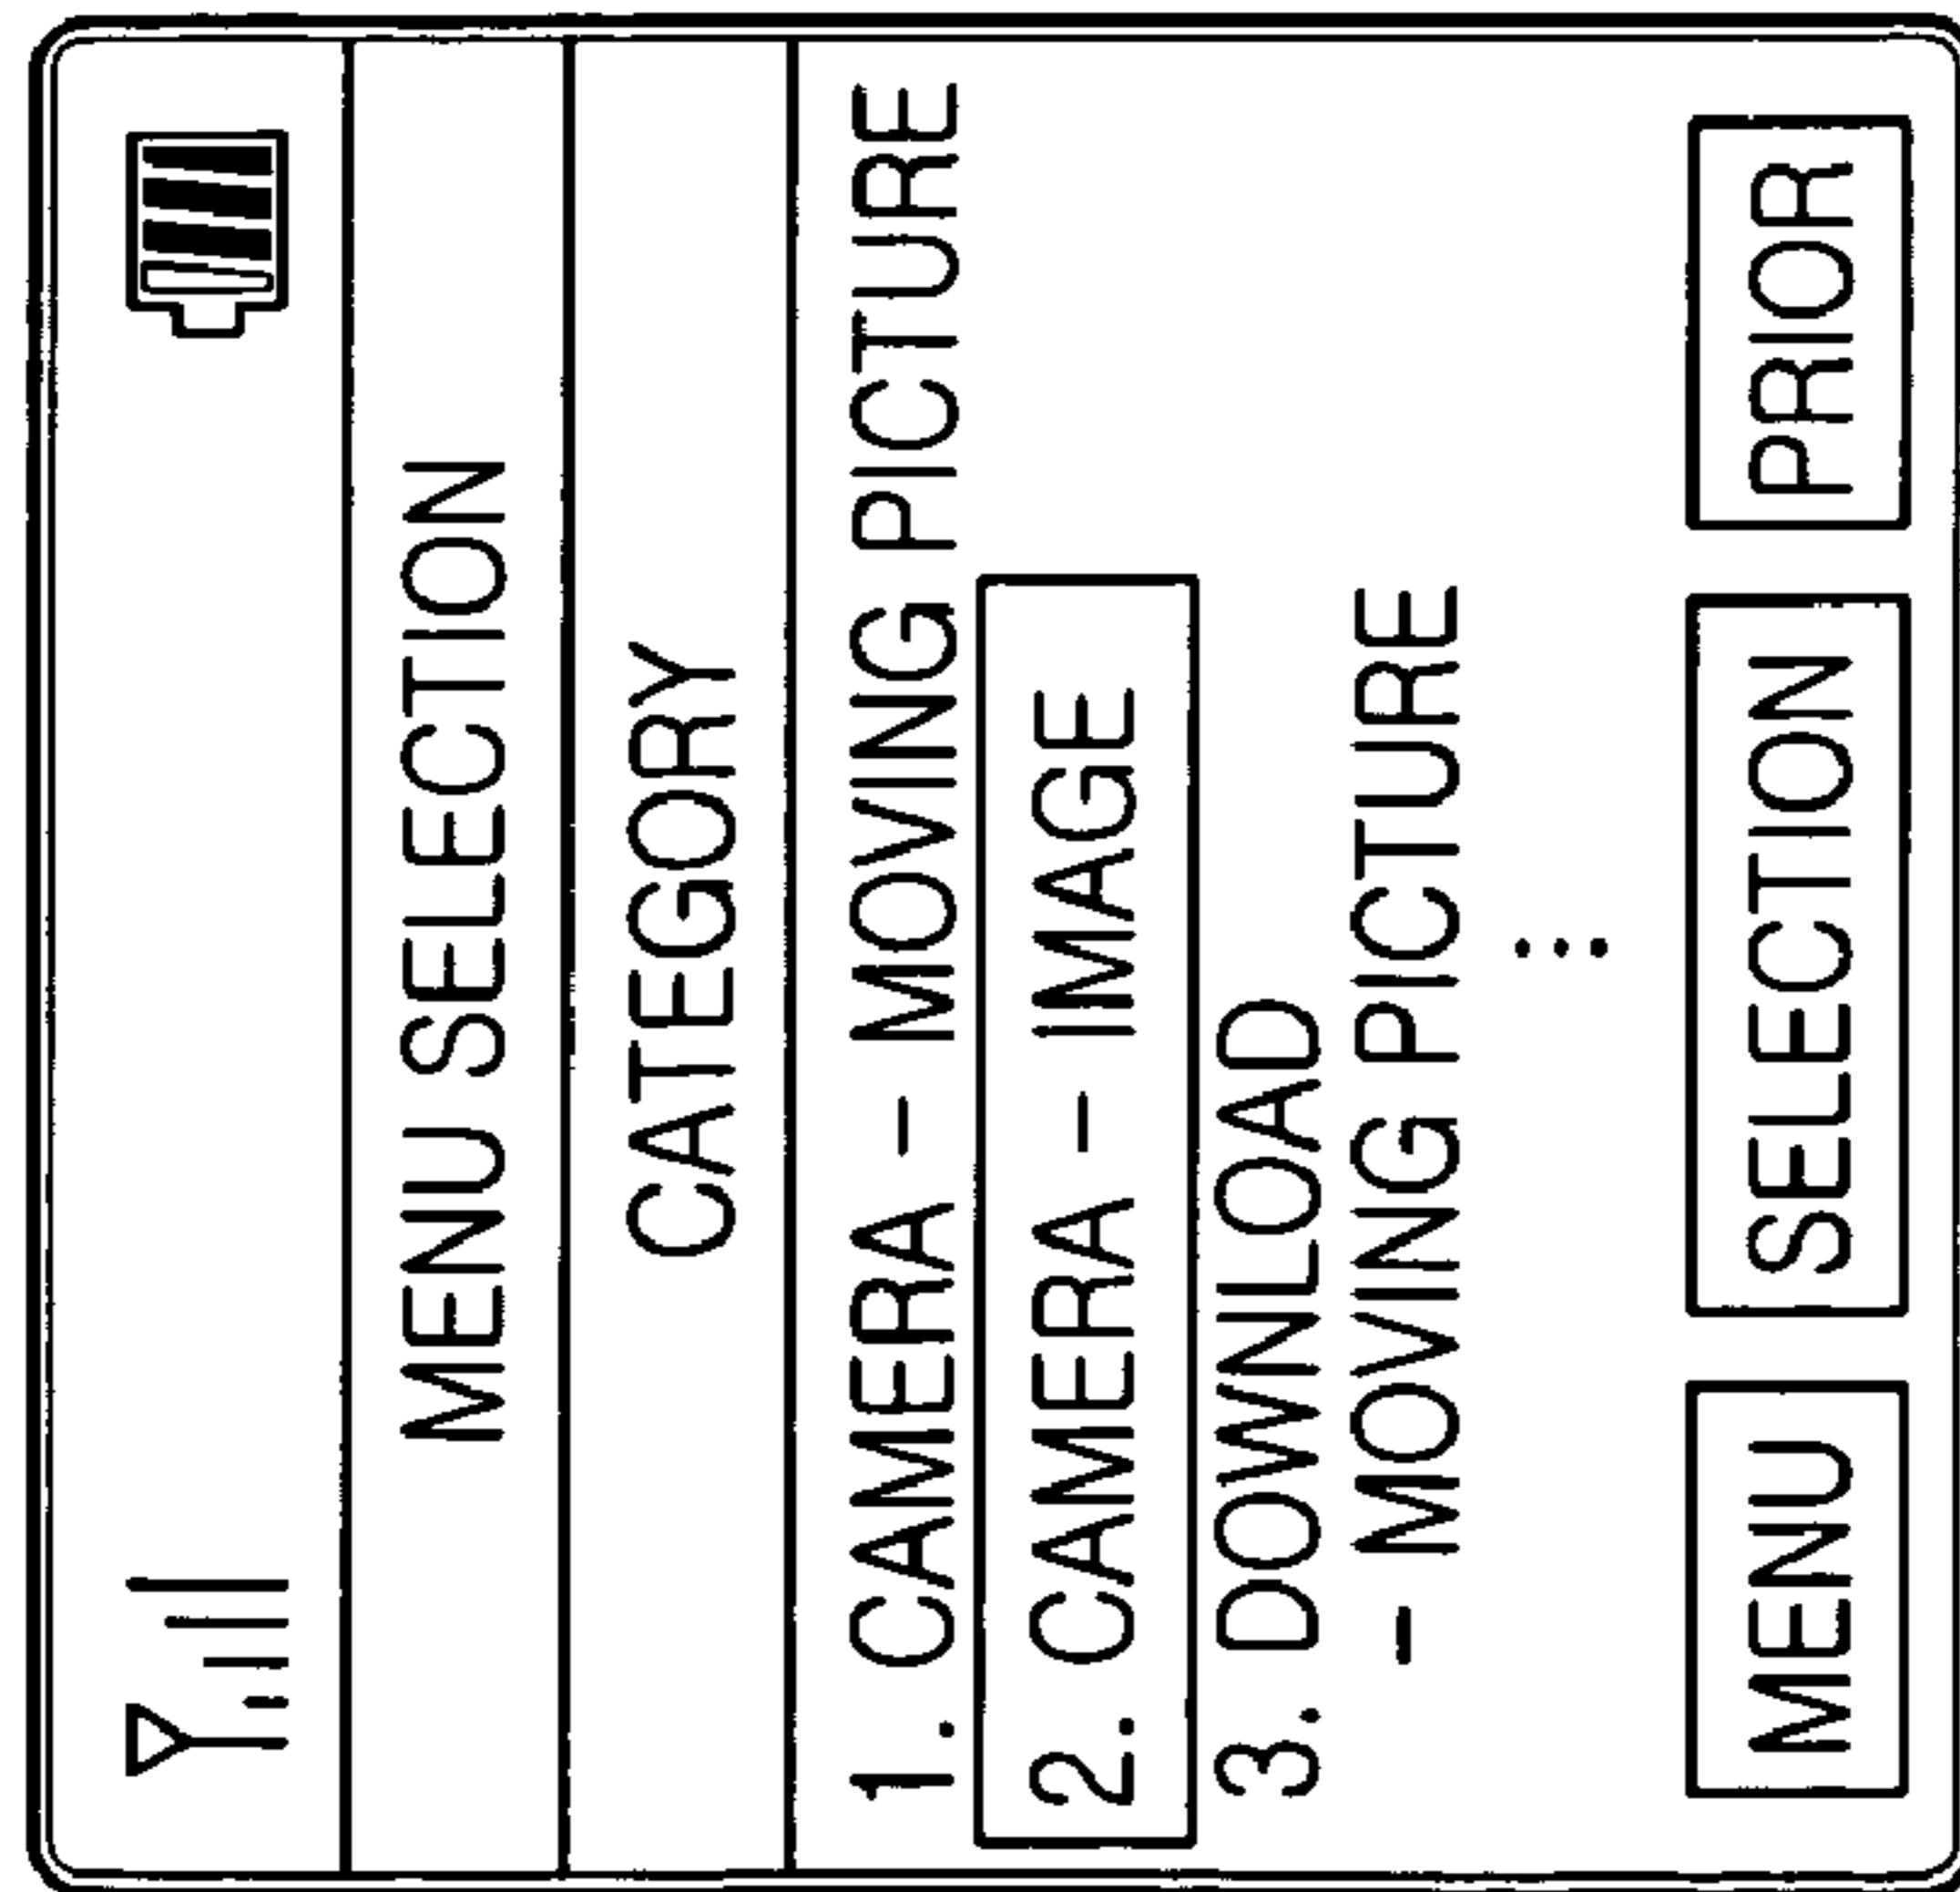 MENU SELECTION
CATEGORY
1. CAMERA - MOVING PICTURE
2. CAMERA - IMAGE
3. DOWNLOAD
- MOVING PICTURE
⋮
MENU SELECTION PRIOR